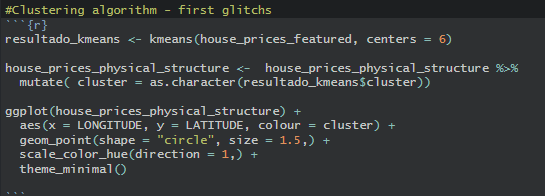 #Clustering algorithm - first glitchs
```{r}
resultado_kmeans <- kmeans(house_prices_featured, centers = 6)
house_prices_physical_structure <-  house_prices_physical_structure %>%
  mutate( cluster = as.character(resultado_kmeans$cluster))
ggplot(house_prices_physical_structure) +
  aes(x = LONGITUDE, y = LATITUDE, colour = cluster) +
  geom_point(shape = "circle", size = 1.5,) +
  scale_color_hue(direction = 1,) +
  theme_minimal()
```